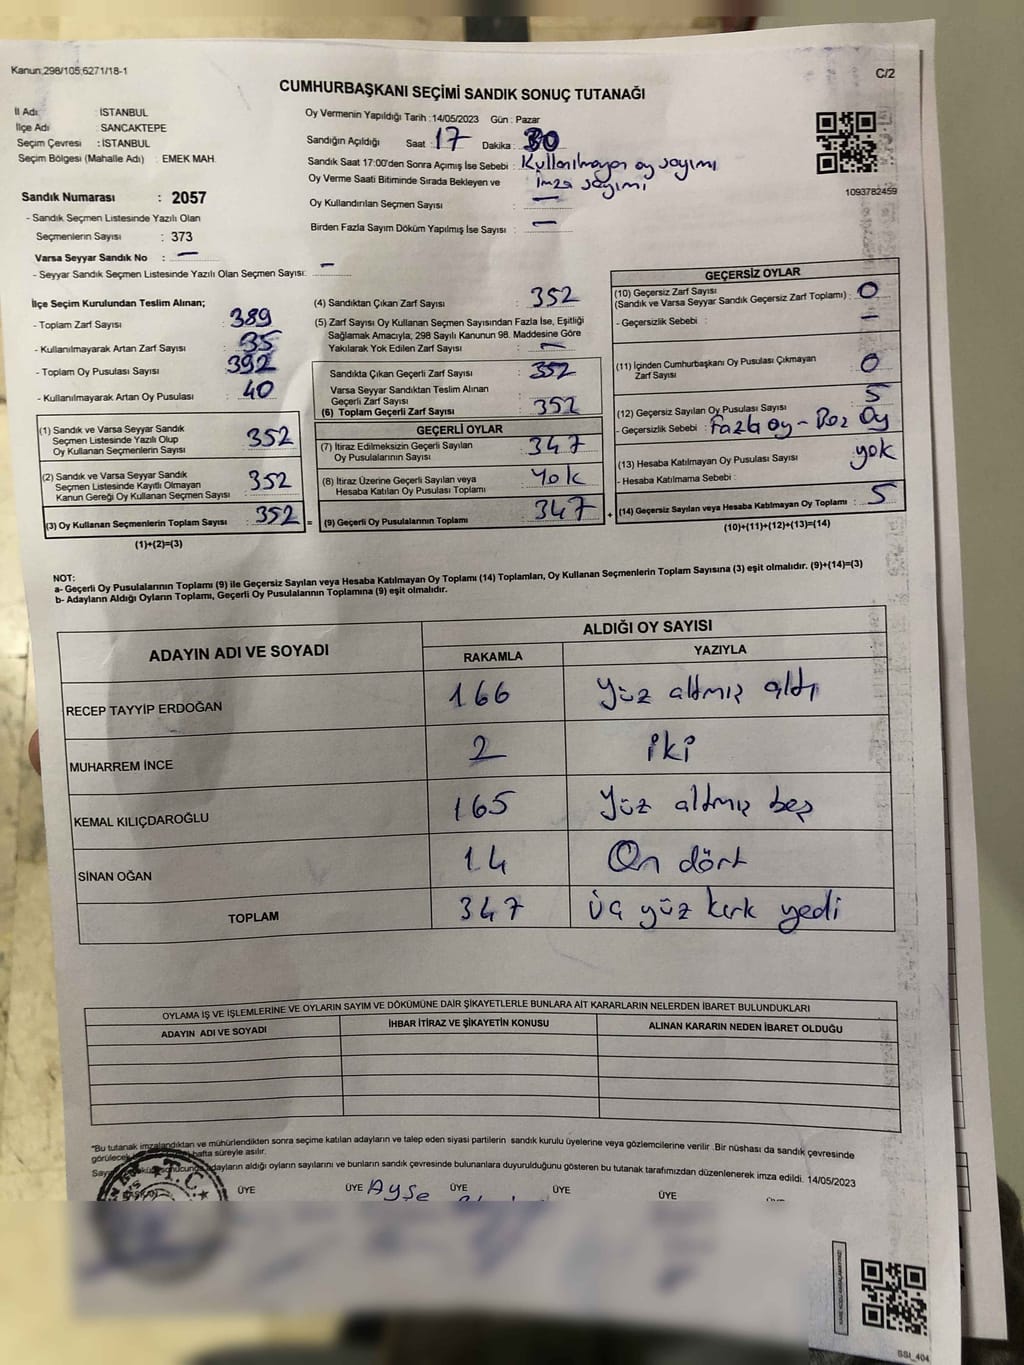 Kanun:298/105;6271/18-1
C/2
CUMHURBAŞKANI SEÇİMİ SANDIK SONUÇ TUTANAĞI
İl Adı : İSTANBUL
İlçe Adı : SANCAKTEPE
Seçim Çevresi : İSTANBUL
Seçim Bölgesi (Mahalle Adı) : EMEK MAH.
Oy Vermenin Yapıldığı Tarih :14/05/2023 Gün : Pazar
Sandığın Açıldığı Saat : 17 Dakika : 30
Sandık Saat 17:00'den Sonra Açımış İse Sebebi : Kullanılmayan oy sayımı
Oy Verme Saati Bitiminde Sırada Bekleyen ve imza sayımı
Oy Kullandırılan Seçmen Sayısı : —
Birden Fazla Sayım Döküm Yapılmış İse Sayısı : —
1093782459
Sandık Numarası : 2057
- Sandık Seçmen Listesinde Yazılı Olan
Seçmenlerin Sayısı : 373
Varsa Seyyar Sandık No : —
- Seyyar Sandık Seçmen Listesinde Yazılı Olan Seçmen Sayısı: —
İlçe Seçim Kurulundan Teslim Alınan;
- Toplam Zarf Sayısı : 389
- Kullanılmayarak Artan Zarf Sayısı : 35
- Toplam Oy Pusulası Sayısı : 392
- Kullanılmayarak Artan Oy Pusulası : 40
(1) Sandık ve Varsa Seyyar Sandık
Seçmen Listesinde Yazılı Olup
Oy Kullanan Seçmenlerin Sayısı : 352
(2) Sandık ve Varsa Seyyar Sandık
Seçmen Listesinde Kayıtlı Olmayan
Kanun Gereği Oy Kullanan Seçmen Sayısı : 352
(3) Oy Kullanan Seçmenlerin Toplam Sayısı : 352 =
(1)+(2)=(3)
(4) Sandıktan Çıkan Zarf Sayısı : 352
(5) Zarf Sayısı Oy Kullanan Seçmen Sayısından Fazla İse, Eşitliği
Sağlamak Amacıyla, 298 Sayılı Kanunun 98. Maddesine Göre
Yakılarak Yok Edilen Zarf Sayısı : —
Sandıkta Çıkan Geçerli Zarf Sayısı : 352
Varsa Seyyar Sandıktan Teslim Alınan
Geçerli Zarf Sayısı
(6) Toplam Geçerli Zarf Sayısı : 352
GEÇERLİ OYLAR
(7) İtiraz Edilmeksizin Geçerli Sayılan
Oy Pusulalarının Sayısı : 347
(8) İtiraz Üzerine Geçerli Sayılan veya
Hesaba Katılan Oy Pusulası Toplamı : Yok
(9) Geçerli Oy Pusulalarının Toplamı : 347 +
GEÇERSİZ OYLAR
(10) Geçersiz Zarf Sayısı
(Sandık ve Varsa Seyyar Sandık Geçersiz Zarf Toplamı) : 0
- Geçersizlik Sebebi : —
(11) İçinden Cumhurbaşkanı Oy Pusulası Çıkmayan
Zarf Sayısı : 0
(12) Geçersiz Sayılan Oy Pusulası Sayısı : 5
- Geçersizlik Sebebi : Fazla oy - Boz Oy
(13) Hesaba Katılmayan Oy Pusulası Sayısı : yok
- Hesaba Katılmama Sebebi :
(14) Geçersiz Sayılan veya Hesaba Katılmayan Oy Toplamı : 5
(10)+(11)+(12)+(13)=(14)
NOT:
a- Geçerli Oy Pusulalarının Toplamı (9) ile Geçersiz Sayılan veya Hesaba Katılmayan Oy Toplamı (14) Toplamları, Oy Kullanan Seçmenlerin Toplam Sayısına (3) eşit olmalıdır. (9)+(14)=(3)
b- Adayların Aldığı Oyların Toplamı, Geçerli Oy Pusulalarının Toplamına (9) eşit olmalıdır.
ADAYIN ADI VE SOYADI
ALDIĞI OY SAYISI
RAKAMLA YAZIYLA
RECEP TAYYİP ERDOĞAN 166 Yüz altmış altı
MUHARREM İNCE 2 iki
KEMAL KILIÇDAROĞLU 165 Yüz altmış beş
SİNAN OĞAN 14 On dört
TOPLAM 347 Üç yüz kırk yedi
OYLAMA İŞ VE İŞLEMLERİNE VE OYLARIN SAYIM VE DÖKÜMÜNE DAİR ŞİKAYETLERLE BUNLARA AİT KARARLARIN NELERDEN İBARET BULUNDUKLARI
ADAYIN ADI VE SOYADI İHBAR İTİRAZ VE ŞİKAYETİN KONUSU ALINAN KARARIN NEDEN İBARET OLDUĞU
"Bu tutanak imzalandıktan ve mühürlendikten sonra seçime katılan adayların ve talep eden siyasi partilerin sandık kurulu üyelerine veya gözlemcilerine verilir. Bir nüshası da sandık çevresinde
görülecek hafta süreyle asılır.
Sayım sonucunda adayların aldığı oyların sayılarını ve bunların sandık çevresinde bulunanlara duyurulduğunu gösteren bu tutanak tarafımızdan düzenlenerek imza edildi. 14/05/2023
T.C.
ÜYE ÜYE Ayşe ÜYE ÜYE ÜYE
SSI_404